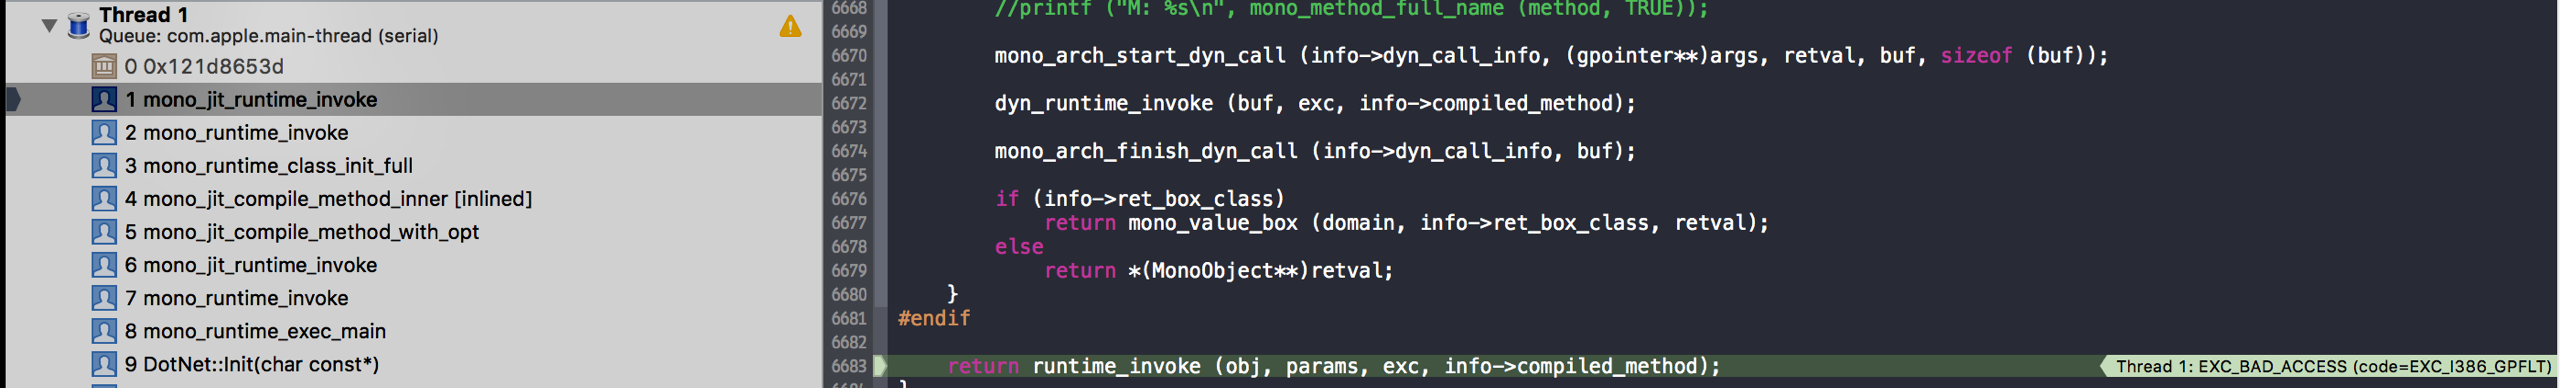 Thread 1
Queue: com.apple.main-thread (serial)
0 0x121d8653d
1 mono_jit_runtime_invoke
2 mono_runtime_invoke
3 mono_runtime_class_init_full
4 mono_jit_compile_method_inner [inlined]
5 mono_jit_compile_method_with_opt
6 mono_jit_runtime_invoke
7 mono_runtime_invoke
8 mono_runtime_exec_main
9 DotNet::Init(char const*)
6668 //printf ("M: %s\n", mono_method_full_name (method, TRUE));
6669
6670 mono_arch_start_dyn_call (info->dyn_call_info, (gpointer**)args, retval, buf, sizeof (buf));
6671
6672 dyn_runtime_invoke (buf, exc, info->compiled_method);
6673
6674 mono_arch_finish_dyn_call (info->dyn_call_info, buf);
6675
6676 if (info->ret_box_class)
6677 return mono_value_box (domain, info->ret_box_class, retval);
6678 else
6679 return *(MonoObject**)retval;
6680 }
6681 #endif
6682
6683 return runtime_invoke (obj, params, exc, info->compiled_method); Thread 1: EXC_BAD_ACCESS (code=EXC_I386_GPFLT)